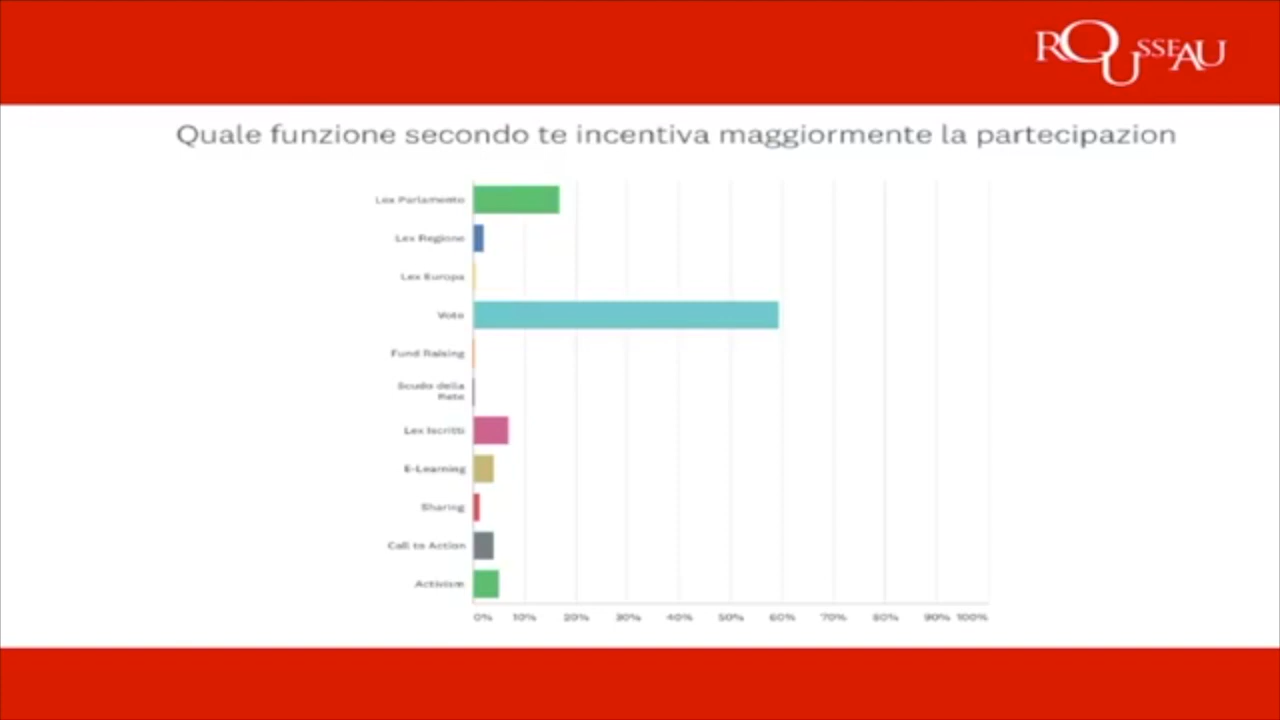 ROUSSEAU
Quale funzione secondo te incentiva maggiormente la partecipazion
Lex Parlamento
Lex Regione
Lex Europa
Voto
Fund Raising
Scudo della
Rete
Lex Iscritti
E-Learning
Sharing
Call to Action
Activism
0% 10% 20% 30% 40% 50% 60% 70% 80% 90% 100%